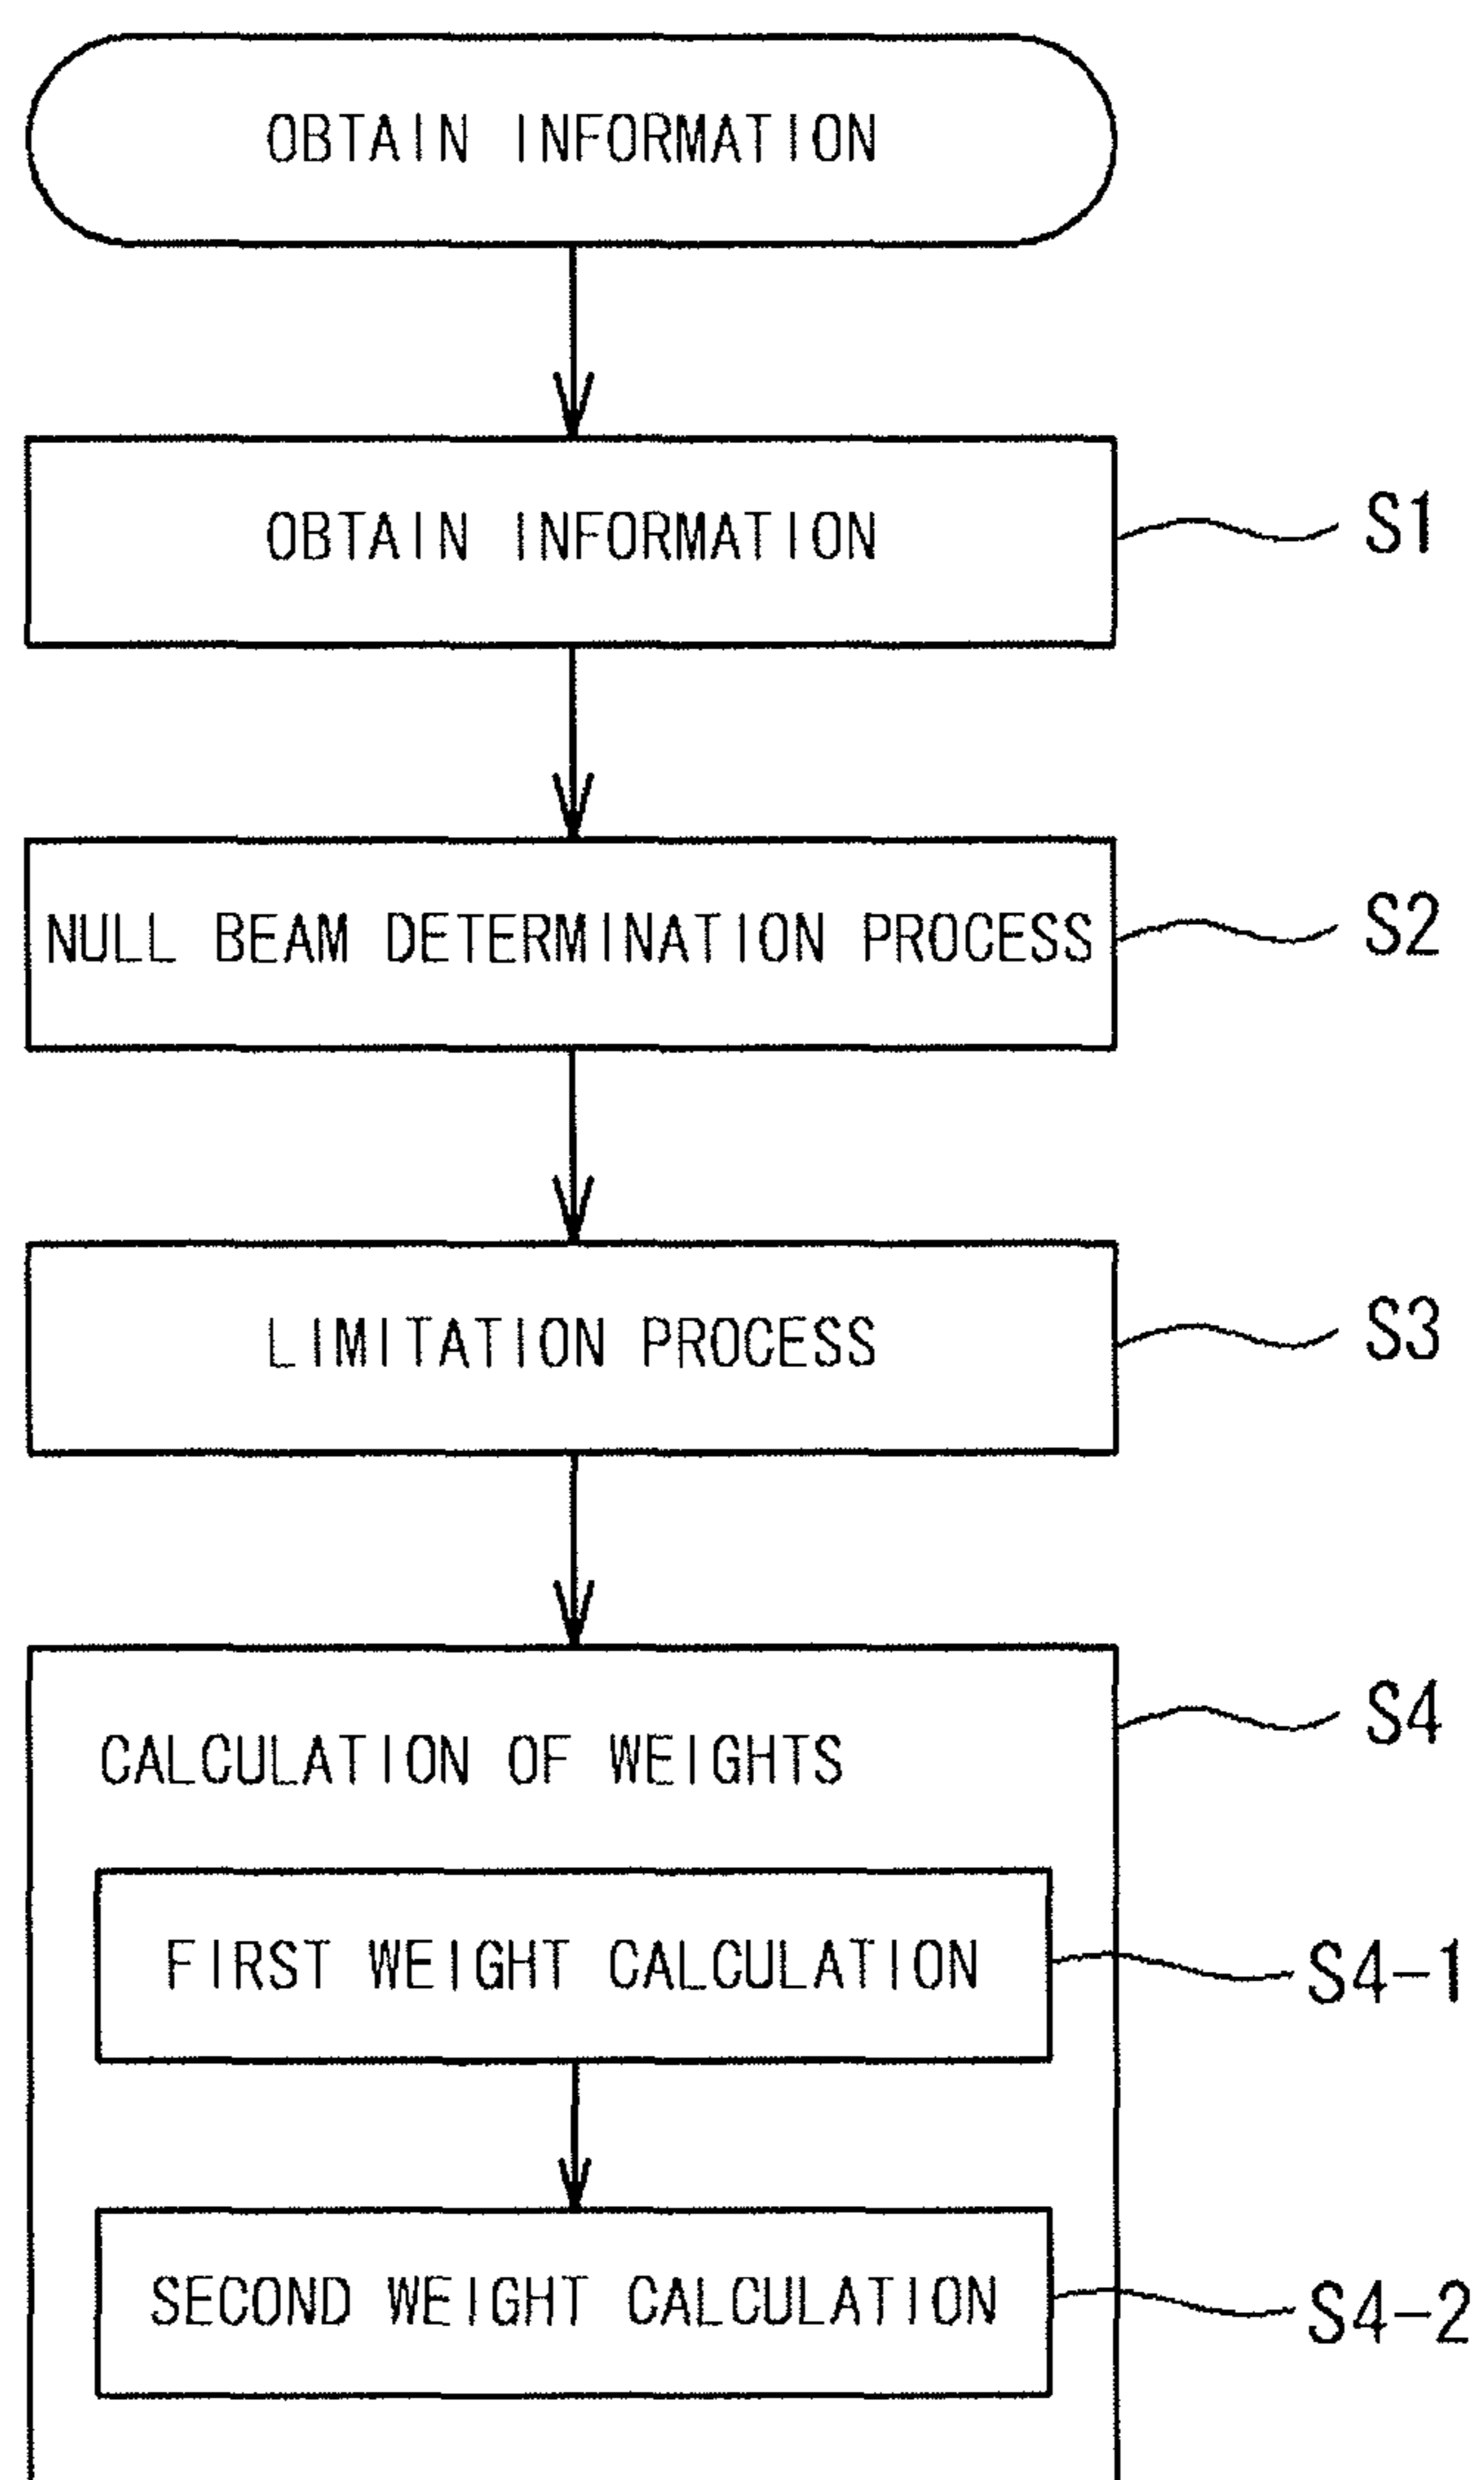 OBTAIN INFORMATION
OBTAIN INFORMATION
S1
NULL BEAM DETERMINATION PROCESS
S2
LIMITATION PROCESS
S3
CALCULATION OF WEIGHTS
S4
FIRST WEIGHT CALCULATION
S4-1
SECOND WEIGHT CALCULATION
S4-2